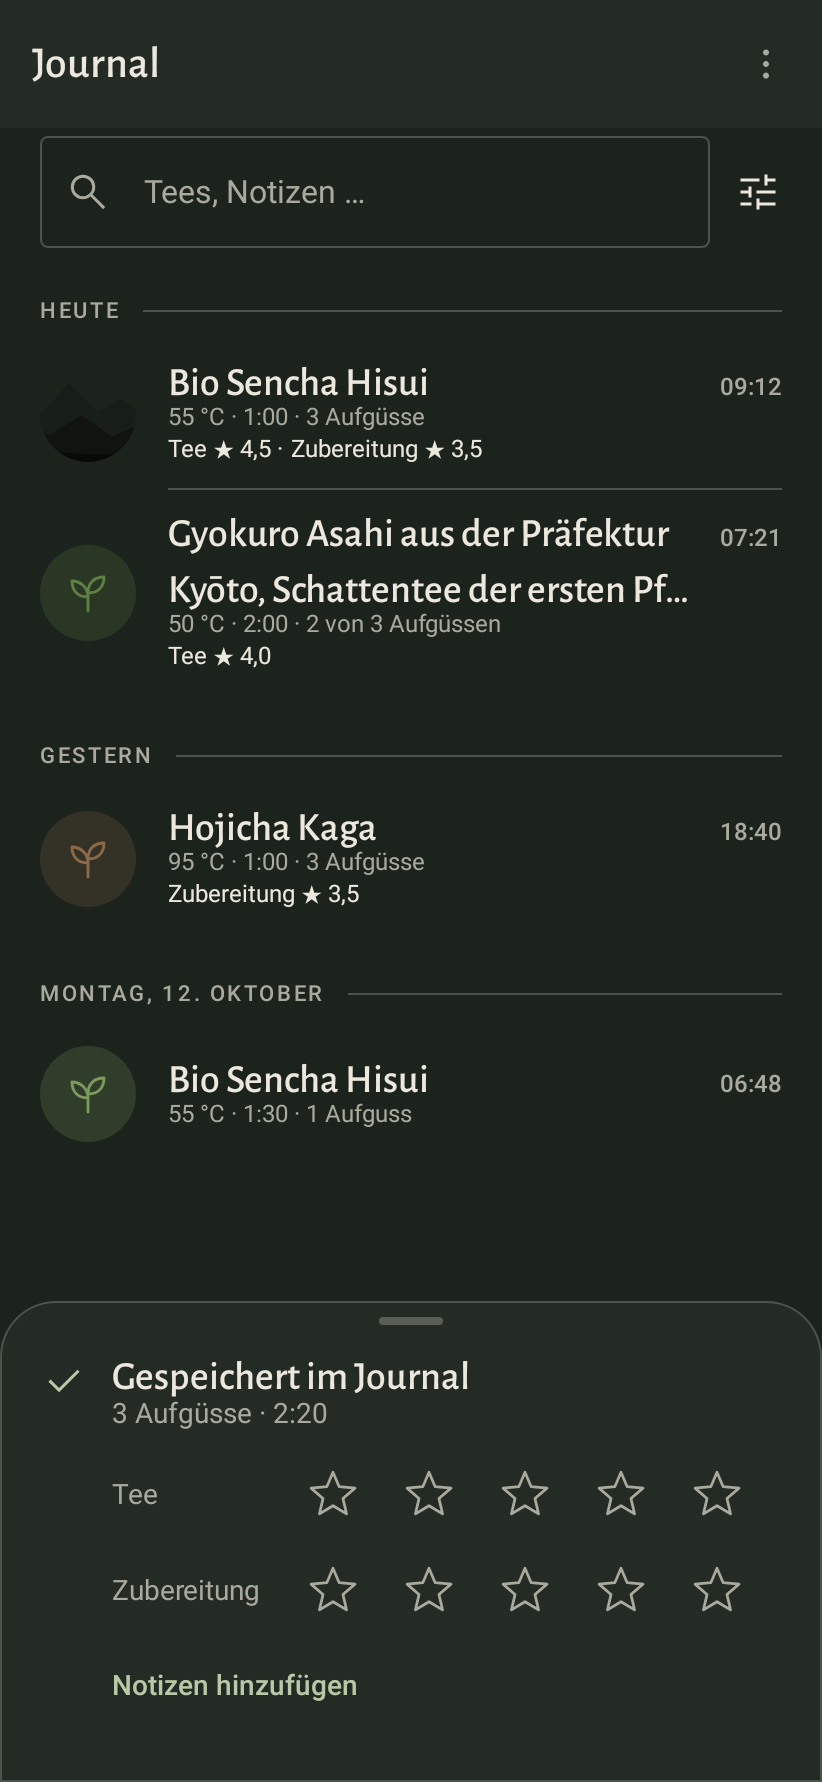 Journal
Tees, Notizen …
HEUTE
Bio Sencha Hisui
09:12
55 °C · 1:00 · 3 Aufgüsse
Tee ★ 4,5 · Zubereitung ★ 3,5
Gyokuro Asahi aus der Präfektur
07:21
Kyōto, Schattentee der ersten Pf…
50 °C · 2:00 · 2 von 3 Aufgüssen
Tee ★ 4,0
GESTERN
Hojicha Kaga
18:40
95 °C · 1:00 · 3 Aufgüsse
Zubereitung ★ 3,5
MONTAG, 12. OKTOBER
Bio Sencha Hisui
06:48
55 °C · 1:30 · 1 Aufguss
Gespeichert im Journal
3 Aufgüsse · 2:20
Tee
Zubereitung
Notizen hinzufügen